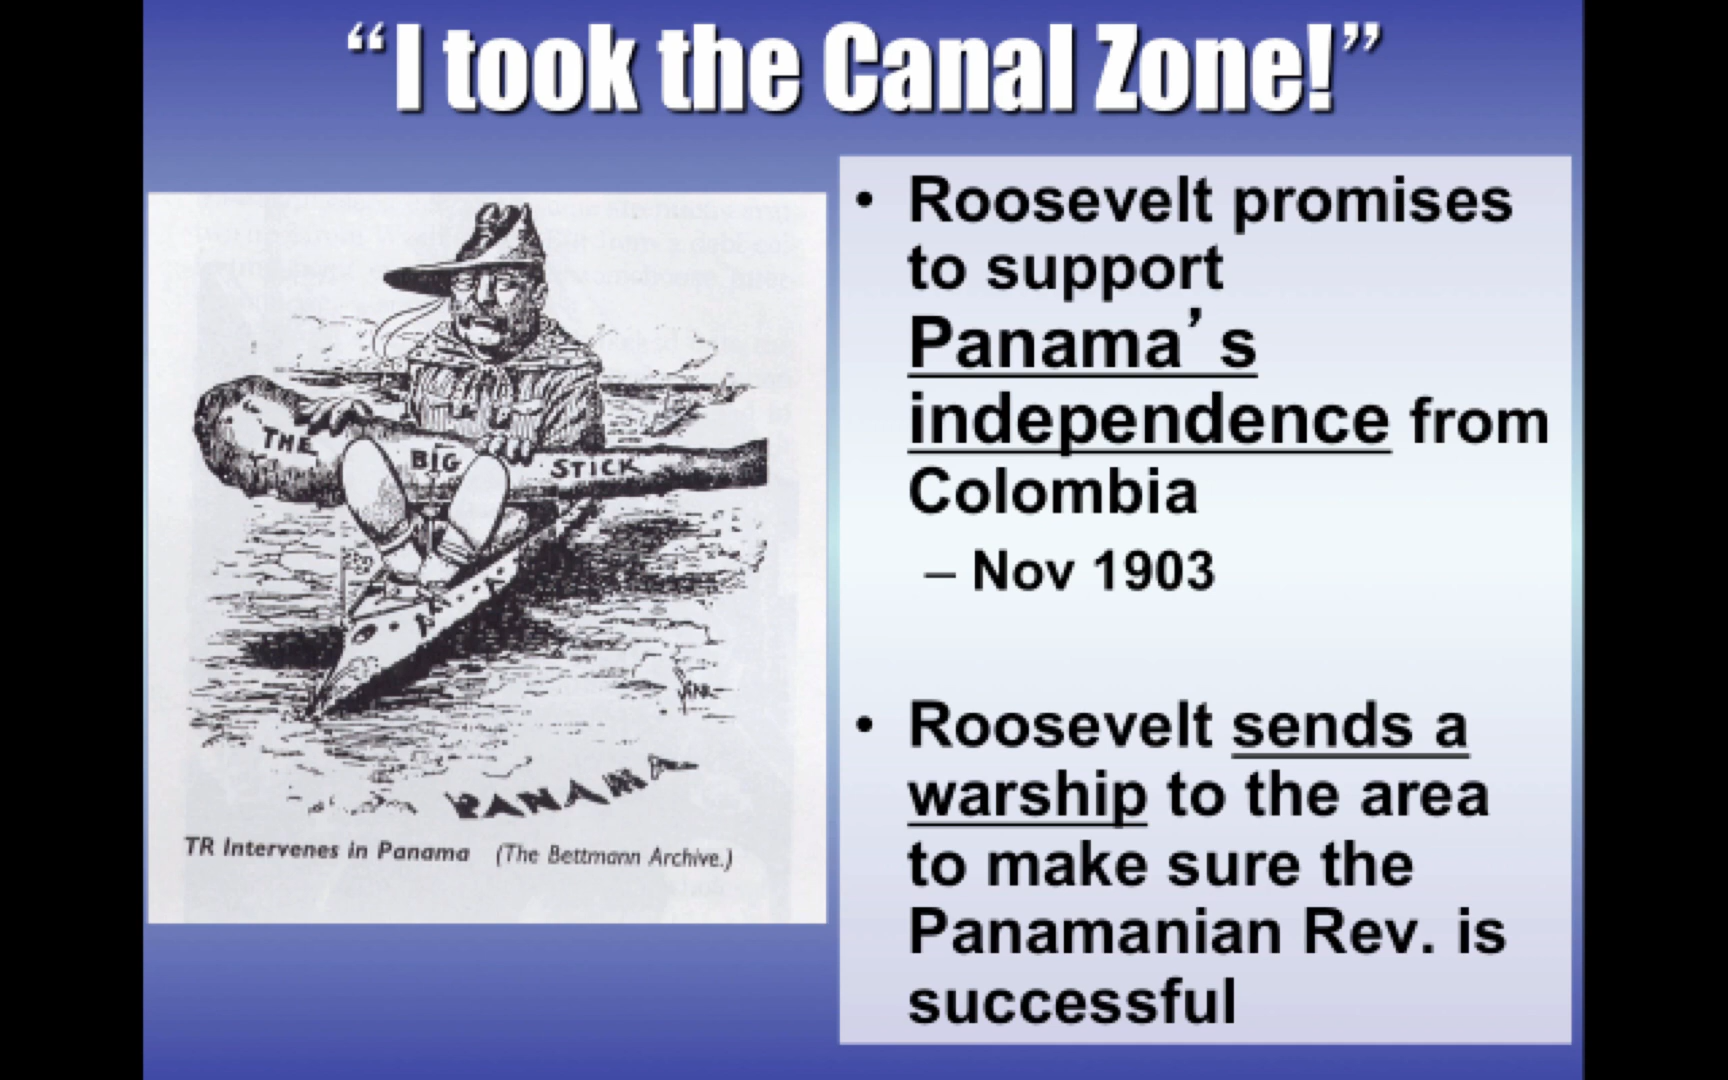 “I took the Canal Zone!”
THE BIG STICK
PANAMA
TR Intervenes in Panama (The Bettmann Archive.)
• Roosevelt promises
to support
Panama’s
independence from
Colombia
– Nov 1903
• Roosevelt sends a
warship to the area
to make sure the
Panamanian Rev. is
successful